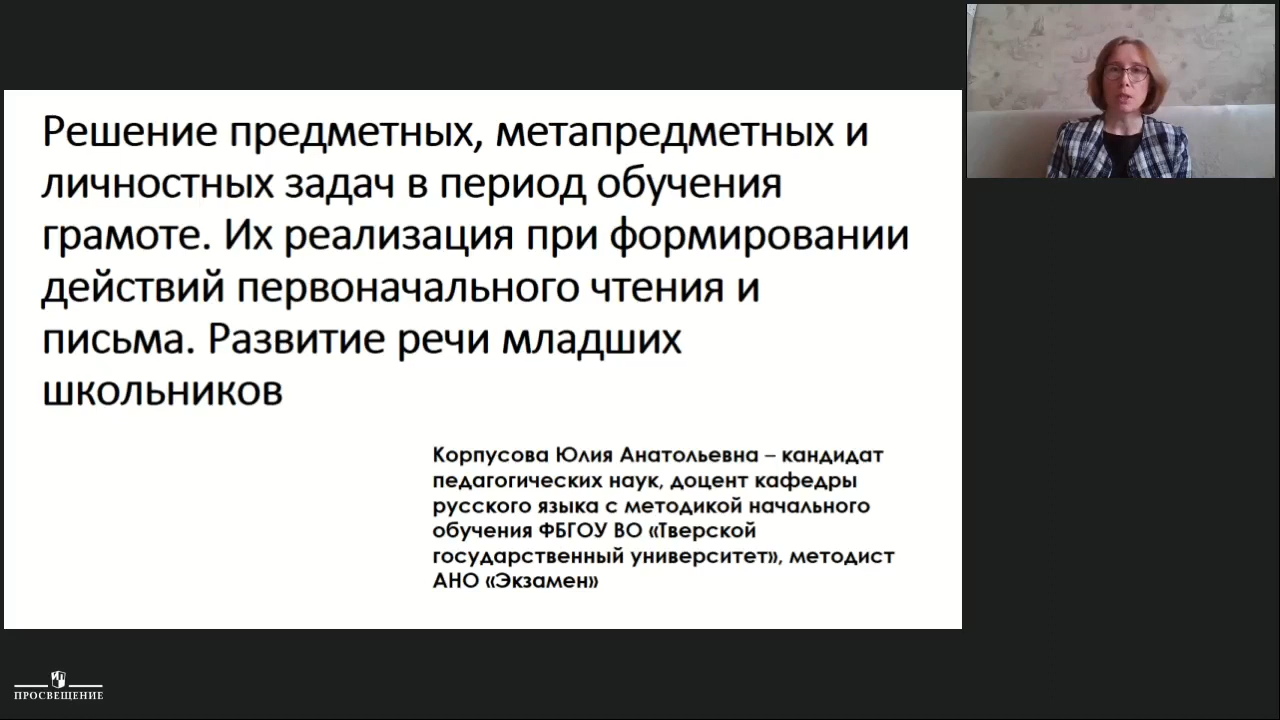 Решение предметных, метапредметных и
личностных задач в период обучения
грамоте. Их реализация при формировании
действий первоначального чтения и
письма. Развитие речи младших
школьников
Корпусова Юлия Анатольевна – кандидат
педагогических наук, доцент кафедры
русского языка с методикой начального
обучения ФБГОУ ВО «Тверской
государственный университет», методист
АНО «Экзамен»
ПРОСВЕЩЕНИЕ